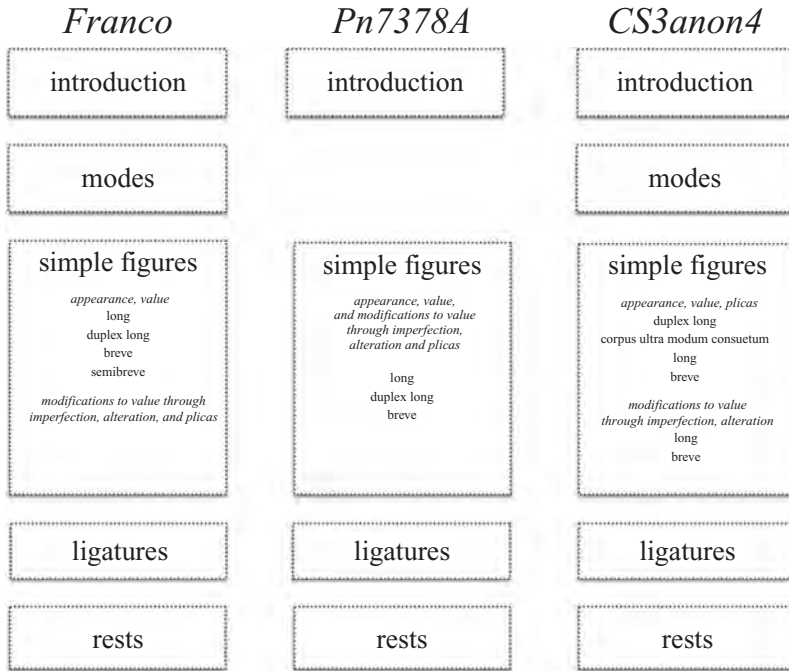 Franco
Pn7378A
CS3anon4
introduction
introduction
introduction
modes
modes
simple figures
appearance, value
long
duplex long
breve
semibreve
modifications to value through
imperfection, alteration, and plicas
simple figures
appearance, value,
and modifications to value
through imperfection,
alteration and plicas
long
duplex long
breve
simple figures
appearance, value, plicas
duplex long
corpus ultra modum consuetum
long
breve
modifications to value
through imperfection, alteration
long
breve
ligatures
ligatures
ligatures
rests
rests
rests